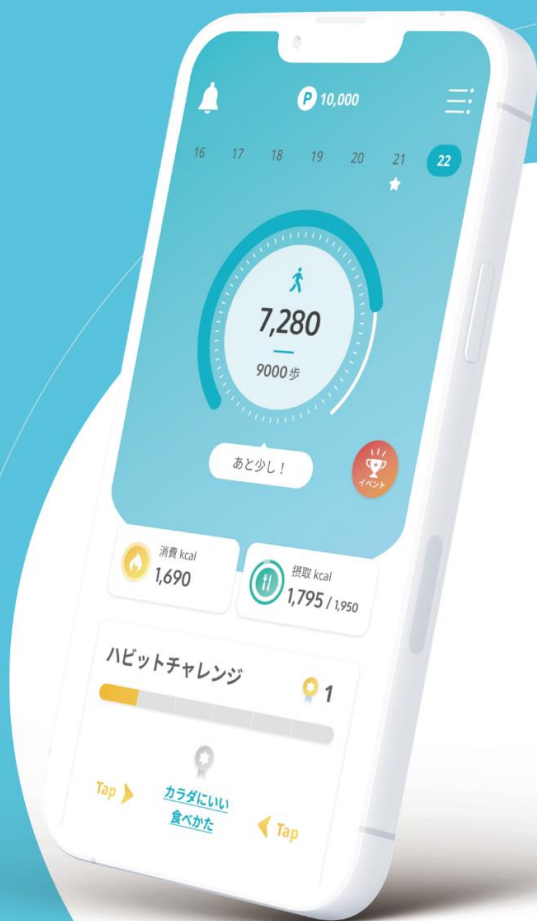 P 10,000
16 17 18 19 20 21 22
7,280
9000歩
あと少し！
イベント
消費 kcal
1,690
摂取 kcal
1,795 / 1,950
ハビットチャレンジ
1
Tap
カラダにいい
食べかた
Tap